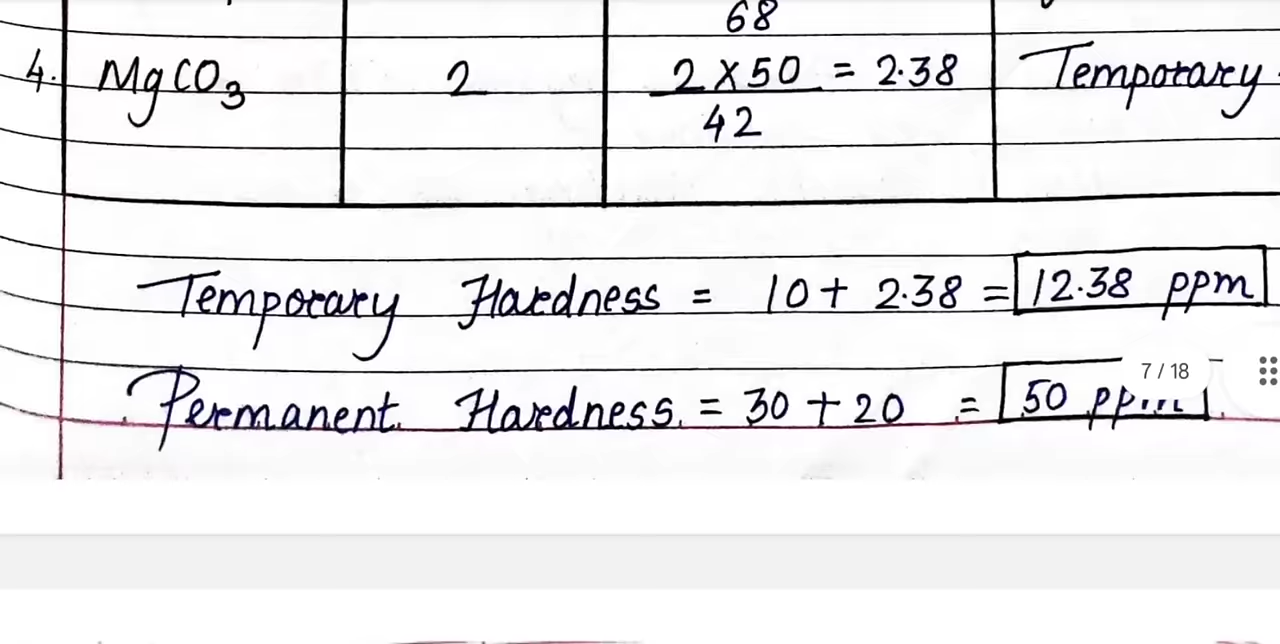 68
4. MgCO3 2 2 X 50 = 2.38 Temporary
42
Temporary Hardness = 10 + 2.38 = 12.38 ppm
7 / 18
Permanent Hardness = 30 + 20 = 50